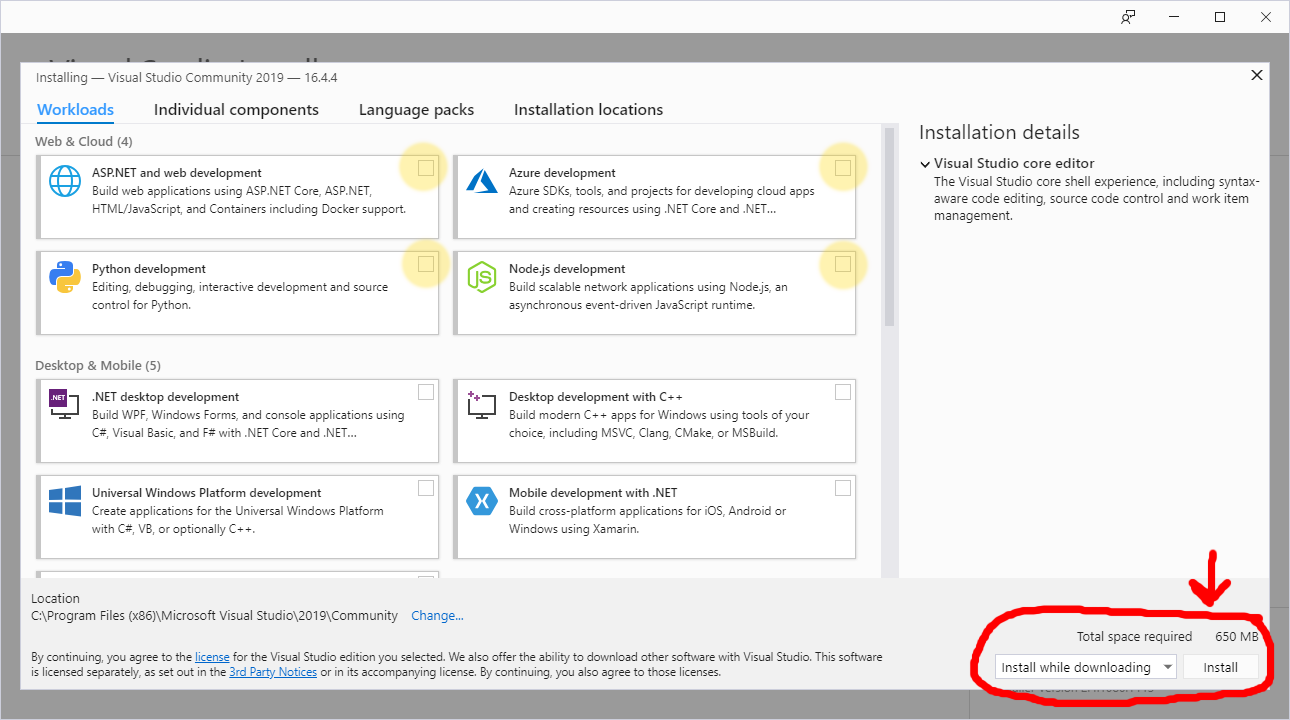 Installing — Visual Studio Community 2019 — 16.4.4
Workloads
Individual components
Language packs
Installation locations
Web & Cloud (4)
ASP.NET and web development
Build web applications using ASP.NET Core, ASP.NET,
HTML/JavaScript, and Containers including Docker support.
Azure development
Azure SDKs, tools, and projects for developing cloud apps
and creating resources using .NET Core and .NET...
Python development
Editing, debugging, interactive development and source
control for Python.
Node.js development
Build scalable network applications using Node.js, an
asynchronous event-driven JavaScript runtime.
Desktop & Mobile (5)
.NET
.NET desktop development
Build WPF, Windows Forms, and console applications using
C#, Visual Basic, and F# with .NET Core and .NET...
Desktop development with C++
Build modern C++ apps for Windows using tools of your
choice, including MSVC, Clang, CMake, or MSBuild.
Universal Windows Platform development
Create applications for the Universal Windows Platform
with C#, VB, or optionally C++.
Mobile development with .NET
Build cross-platform applications for iOS, Android or
Windows using Xamarin.
Installation details
Visual Studio core editor
The Visual Studio core shell experience, including syntax-
aware code editing, source code control and work item
management.
Location
C:\Program Files (x86)\Microsoft Visual Studio\2019\Community
Change...
By continuing, you agree to the license for the Visual Studio edition you selected. We also offer the ability to download other software with Visual Studio. This software
is licensed separately, as set out in the 3rd Party Notices or in its accompanying license. By continuing, you also agree to those licenses.
Total space required 650 MB
Install while downloading
Install